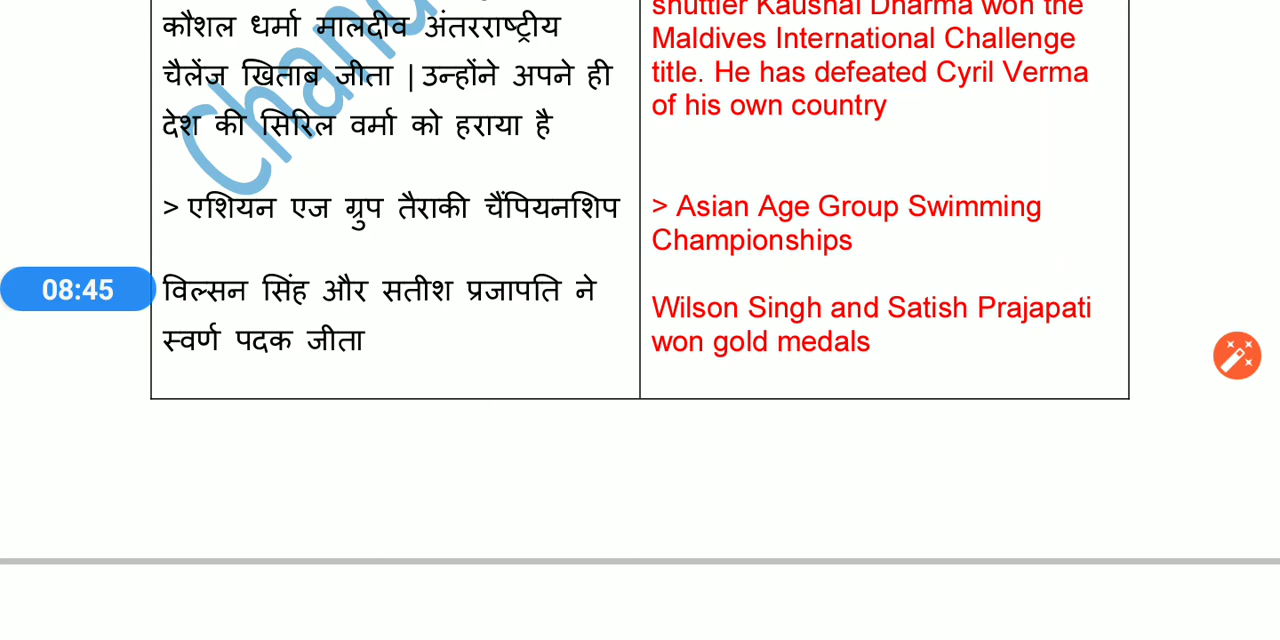 कौशल धर्मा मालदीव अंतरराष्ट्रीय
चैलेंज खिताब जीता | उन्होंने अपने ही
देश की सिरिल वर्मा को हराया है
> एशियन एज ग्रुप तैराकी चैंपियनशिप
विल्सन सिंह और सतीश प्रजापति ने
स्वर्ण पदक जीता
shuttler Kaushal Dharma won the
Maldives International Challenge
title. He has defeated Cyril Verma
of his own country
> Asian Age Group Swimming
Championships
Wilson Singh and Satish Prajapati
won gold medals
08:45